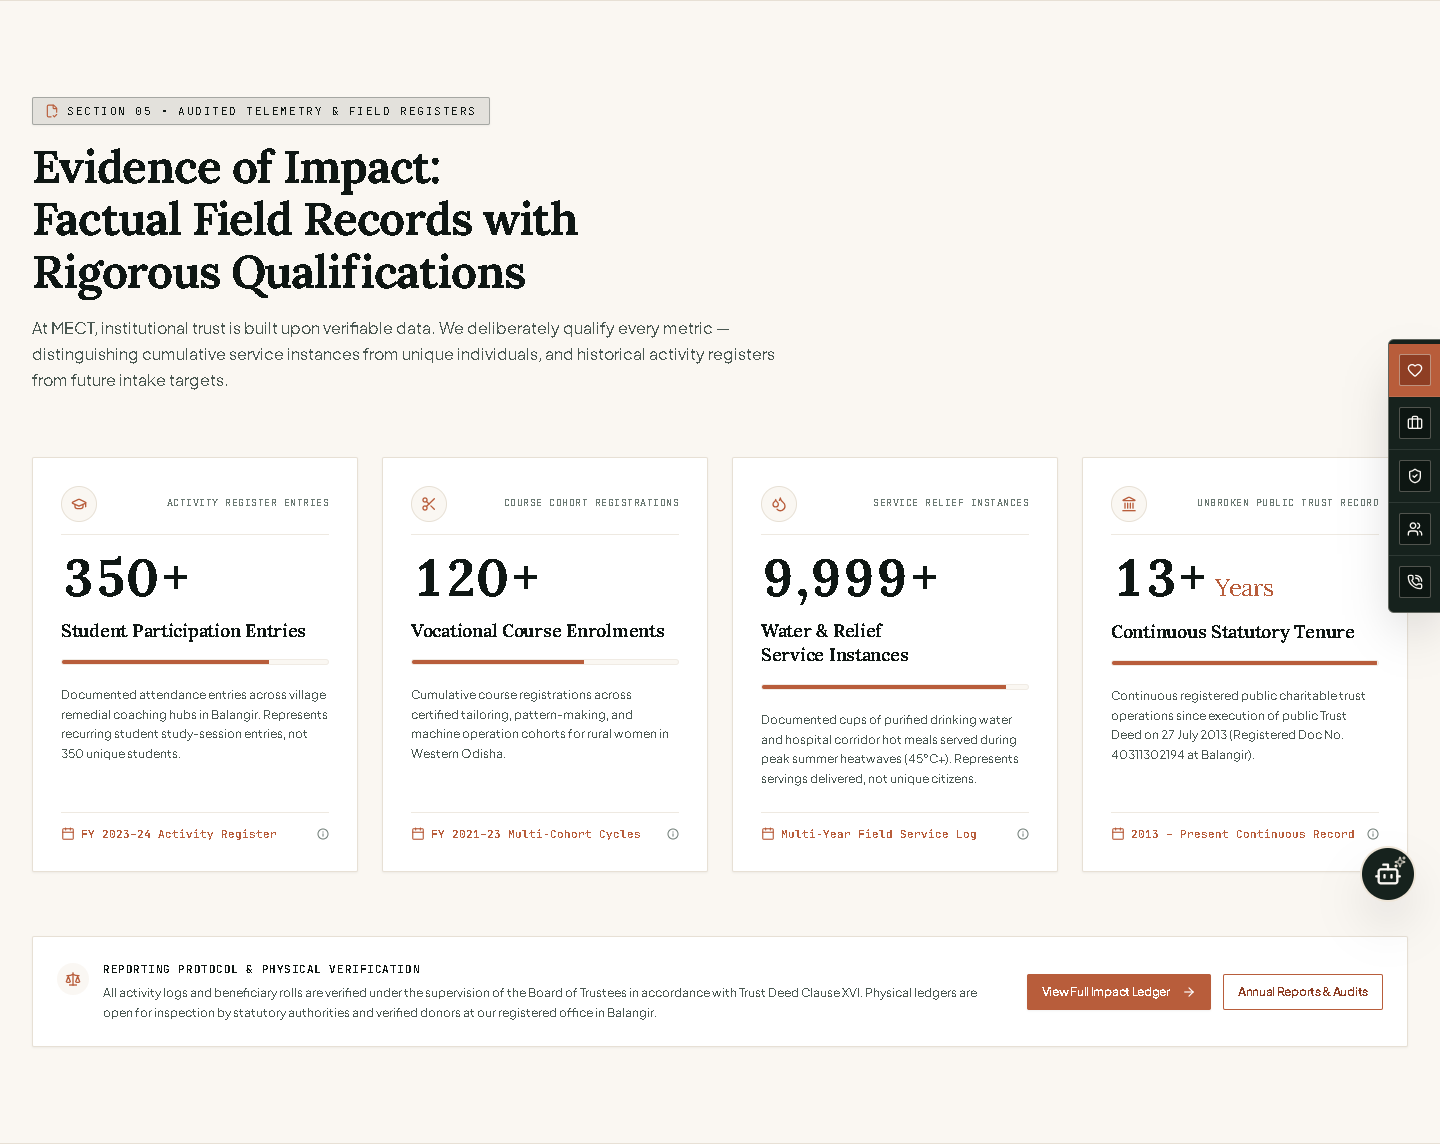 SECTION 05 • AUDITED TELEMETRY & FIELD REGISTERS
Evidence of Impact:
Factual Field Records with
Rigorous Qualifications
At MECT, institutional trust is built upon verifiable data. We deliberately qualify every metric —
distinguishing cumulative service instances from unique individuals, and historical activity registers
from future intake targets.
ACTIVITY REGISTER ENTRIES
350+
Student Participation Entries
Documented attendance entries across village
remedial coaching hubs in Balangir. Represents
recurring student study-session entries, not
350 unique students.
FY 2023–24 Activity Register
COURSE COHORT REGISTRATIONS
120+
Vocational Course Enrolments
Cumulative course registrations across
certified tailoring, pattern-making, and
machine operation cohorts for rural women in
Western Odisha.
FY 2021–23 Multi-Cohort Cycles
SERVICE RELIEF INSTANCES
9,999+
Water & Relief
Service Instances
Documented cups of purified drinking water
and hospital corridor hot meals served during
peak summer heatwaves (45°C+). Represents
servings delivered, not unique citizens.
Multi-Year Field Service Log
UNBROKEN PUBLIC TRUST RECORD
13+ Years
Continuous Statutory Tenure
Continuous registered public charitable trust
operations since execution of public Trust
Deed on 27 July 2013 (Registered Doc No.
40311302194 at Balangir).
2013 – Present Continuous Record
REPORTING PROTOCOL & PHYSICAL VERIFICATION
All activity logs and beneficiary rolls are verified under the supervision of the Board of Trustees in accordance with Trust Deed Clause XVI. Physical ledgers are
open for inspection by statutory authorities and verified donors at our registered office in Balangir.
View Full Impact Ledger
Annual Reports & Audits